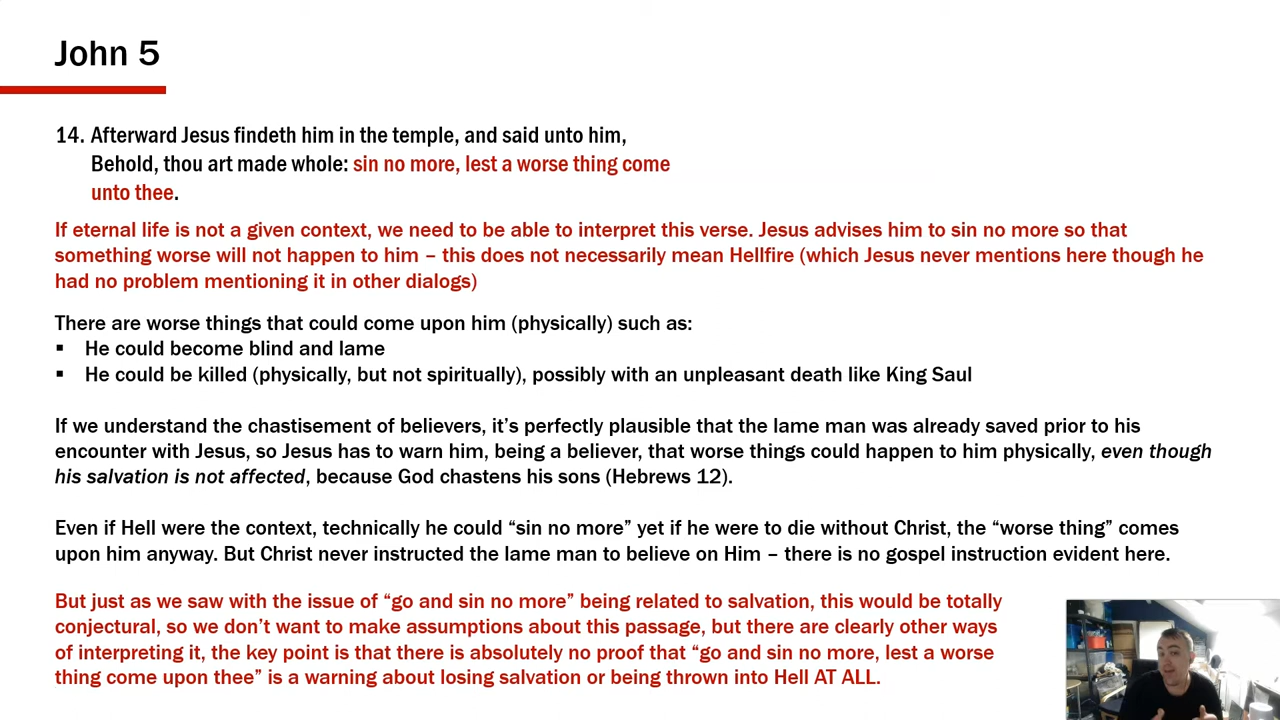 John 5
14. Afterward Jesus findeth him in the temple, and said unto him,
Behold, thou art made whole: sin no more, lest a worse thing come
unto thee.
If eternal life is not a given context, we need to be able to interpret this verse. Jesus advises him to sin no more so that
something worse will not happen to him – this does not necessarily mean Hellfire (which Jesus never mentions here though he
had no problem mentioning it in other dialogs)
There are worse things that could come upon him (physically) such as:
▪ He could become blind and lame
▪ He could be killed (physically, but not spiritually), possibly with an unpleasant death like King Saul
If we understand the chastisement of believers, it’s perfectly plausible that the lame man was already saved prior to his
encounter with Jesus, so Jesus has to warn him, being a believer, that worse things could happen to him physically, even though
his salvation is not affected, because God chastens his sons (Hebrews 12).
Even if Hell were the context, technically he could “sin no more” yet if he were to die without Christ, the “worse thing” comes
upon him anyway. But Christ never instructed the lame man to believe on Him – there is no gospel instruction evident here.
But just as we saw with the issue of “go and sin no more” being related to salvation, this would be totally
conjectural, so we don’t want to make assumptions about this passage, but there are clearly other ways
of interpreting it, the key point is that there is absolutely no proof that “go and sin no more, lest a worse
thing come upon thee” is a warning about losing salvation or being thrown into Hell AT ALL.